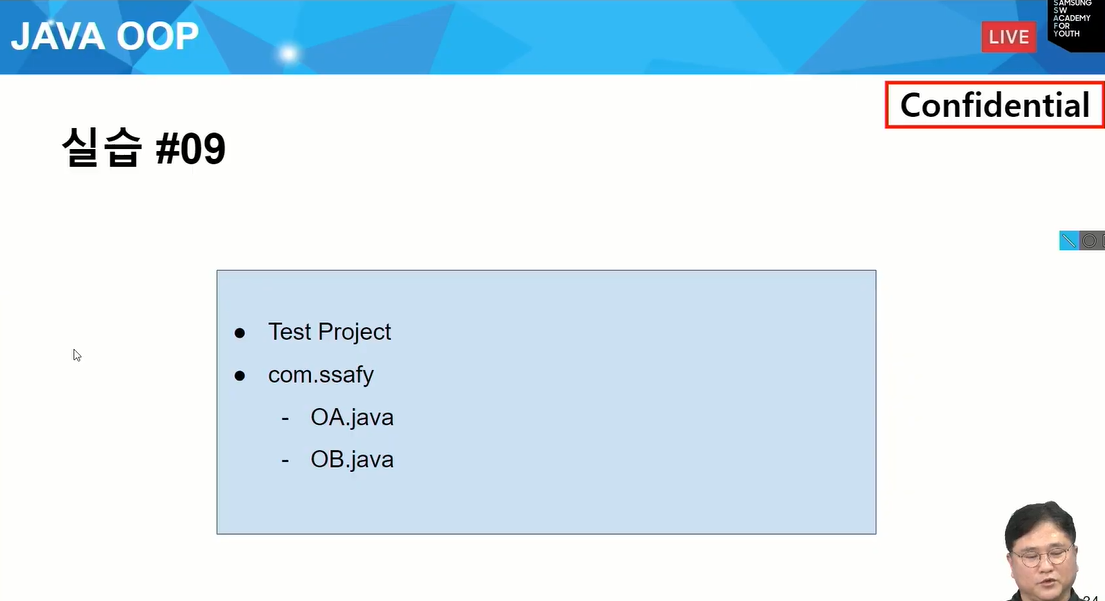 JAVA OOP
LIVE
SAMSUNG
SW
ACADEMY
FOR
YOUTH
Confidential
실습 #09
● Test Project
● com.ssafy
- OA.java
- OB.java